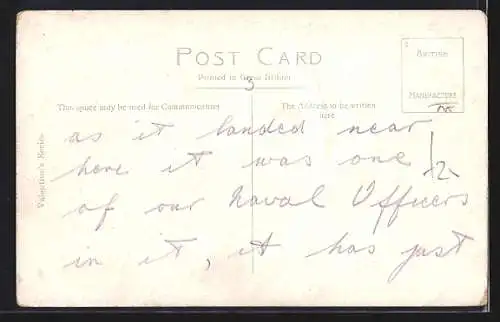 POST CARD
Printed in Great Britain
3
BRITISH
MANUFACTURE
This space may be used for Communication
The Address to be written
here
Valentine's Series
as it landed near
here it was one
of our Naval Officers
in it, it has just
12